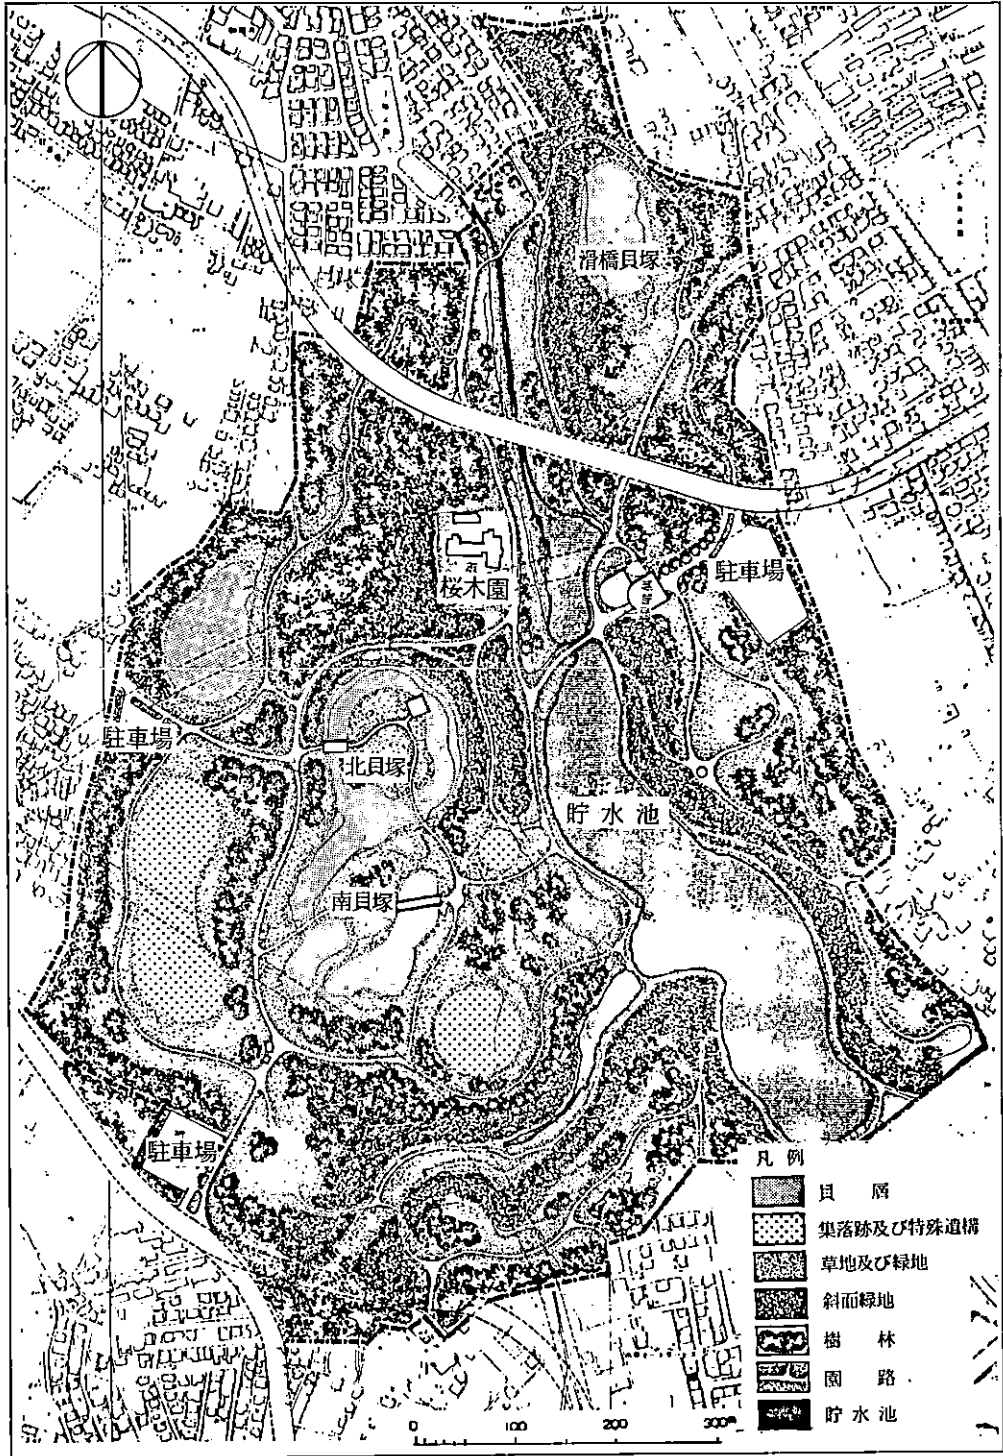 滑橋貝塚
桜木園
駐車場
駐車場
北貝塚
貯水池
南貝塚
駐車場
凡例
貝層
集落跡及び特殊遺構
草地及び緑地
斜面緑地
樹林
園路
貯水池
0 100 200 300m